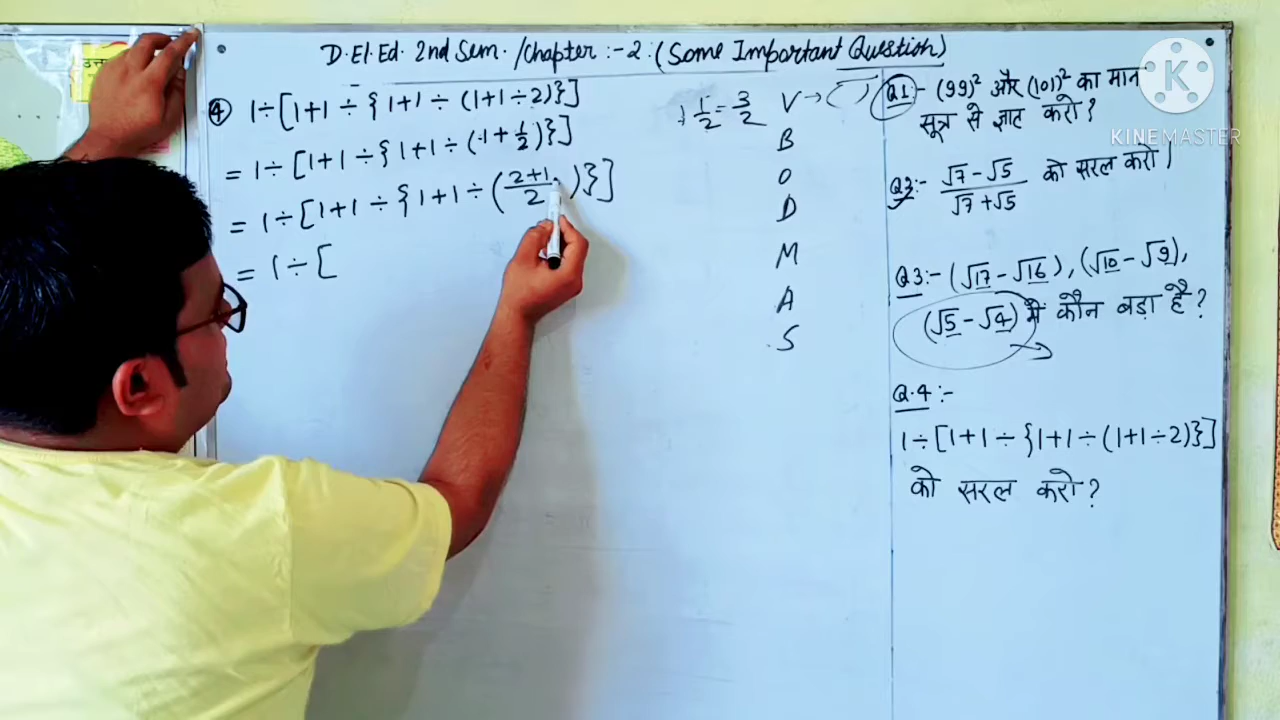 D.El.Ed. 2nd Sem. /Chapter :- 2 : (Some Important Question)
④ 1÷[1+1 ÷ {1+1 ÷ (1+1÷2)}]
= 1÷[1+1 ÷ {1+1 ÷ (1+1/2)}]
= 1÷[1+1 ÷ {1+1 ÷ ((2+1)/2)}]
= 1÷[
1 1/2 = 3/2
V → ( )
B
O
D
M
A
S
Q1:- (99)² और (101)² का मान
सूत्र से ज्ञात करो ?
Q2:- (√7 - √5)/(√7 + √5) को सरल करो ।
Q3:- (√17 - √16), (√10 - √9),
(√5 - √4) में कौन बड़ा है ?
Q.4:-
1÷[1+1÷{1+1÷(1+1÷2)}]
को सरल करो ?
KINEMASTER